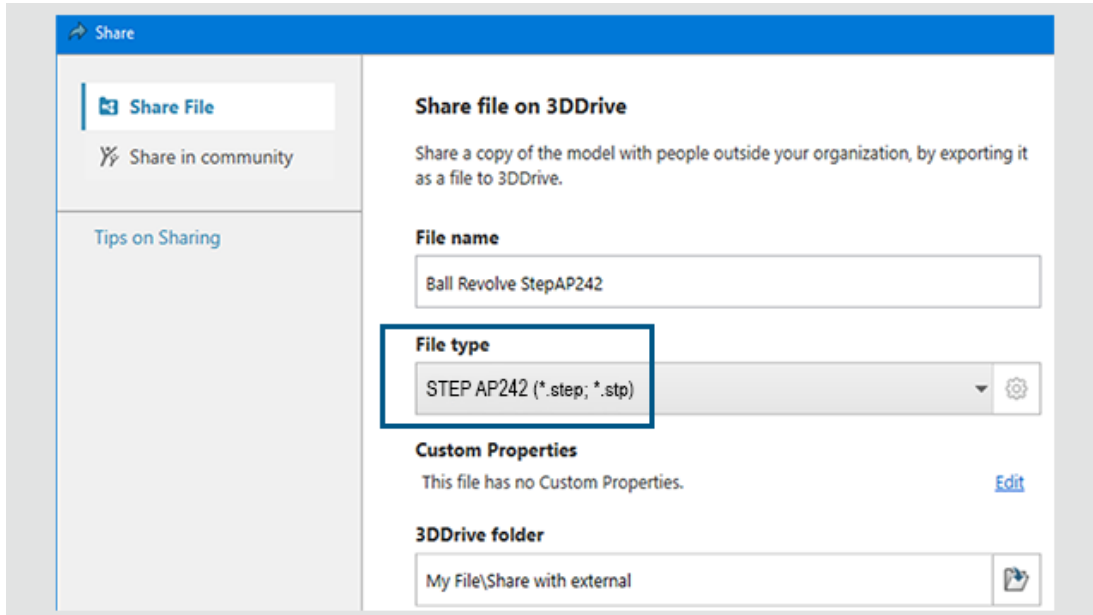 Share
Share File
Share in community
Tips on Sharing
Share file on 3DDrive
Share a copy of the model with people outside your organization, by exporting it
as a file to 3DDrive.
File name
Ball Revolve StepAP242
File type
STEP AP242 (*.step; *.stp)
Custom Properties
This file has no Custom Properties.
Edit
3DDrive folder
My File\Share with external